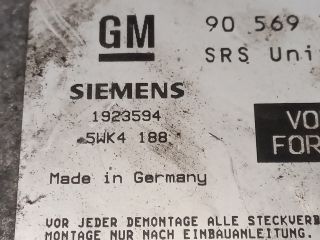 GM 90 569
SRS Uni
SIEMENS
1923594
5WK4 188
VO
FOR
Made in Germany
VOR JEDER DEMONTAGE ALLE STECKVERB
MONTAGE NUR NACH EINBAUANLEITUNG.